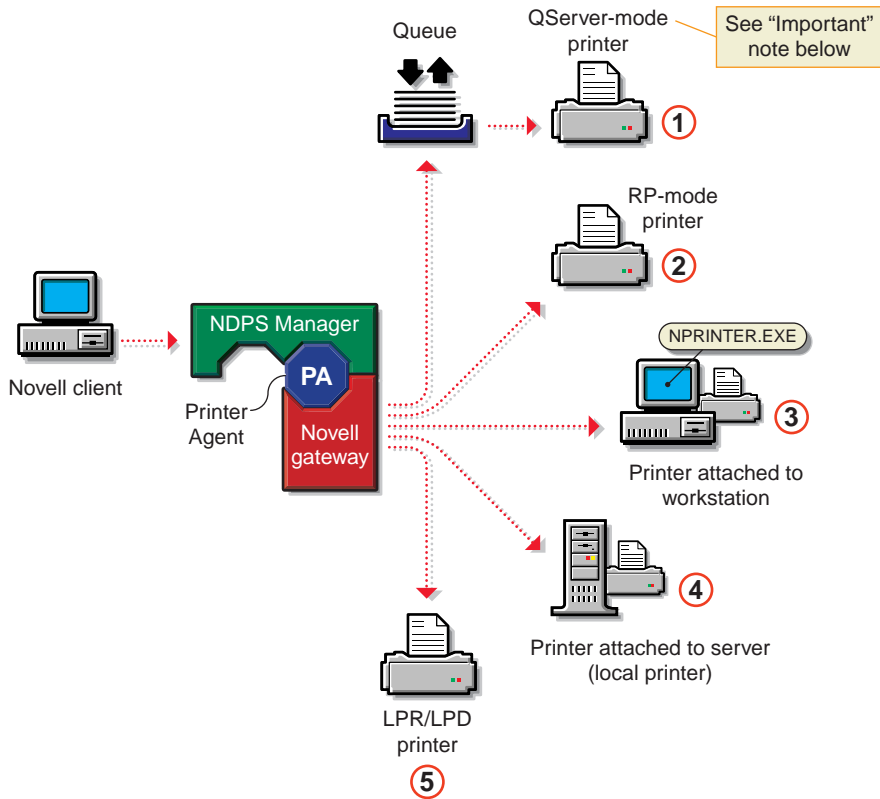 Queue
QServer-mode
printer
See “Important”
note below
1
RP-mode
printer
2
NDPS Manager
PA
Novell client
Printer
Agent
Novell
gateway
NPRINTER.EXE
3
Printer attached to
workstation
4
Printer attached to server
(local printer)
LPR/LPD
printer
5